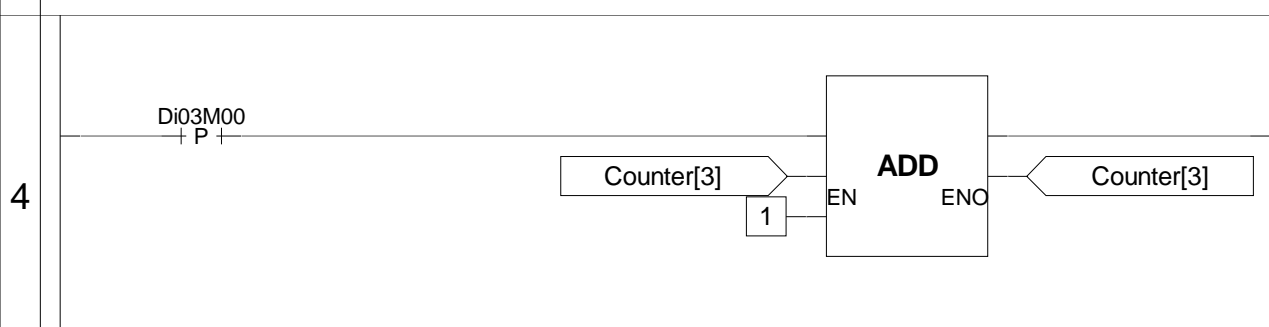 Di03M00
P
ADD
Counter[3]
Counter[3]
4
EN
ENO
1